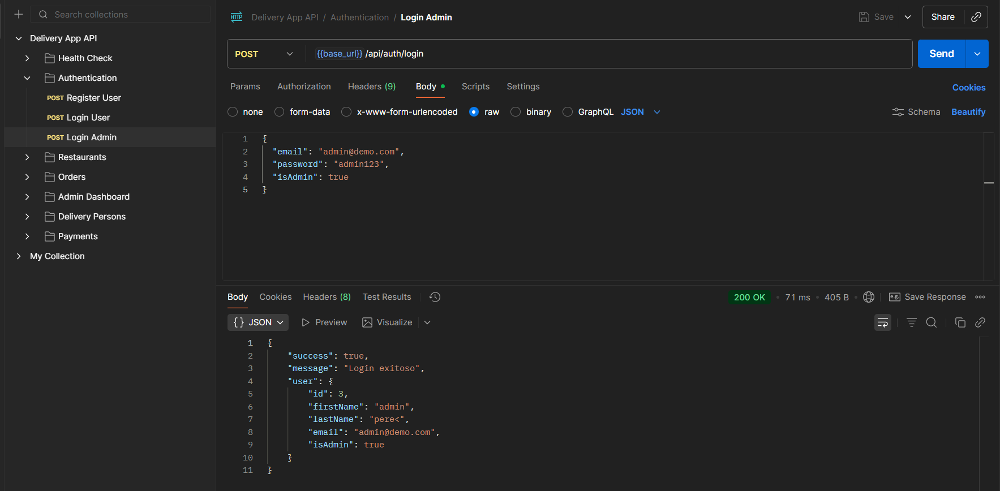 Search collections
Delivery App API
Health Check
Authentication
POST Register User
POST Login User
POST Login Admin
Restaurants
Orders
Admin Dashboard
Delivery Persons
Payments
My Collection
HTTP Delivery App API / Authentication / Login Admin
Save
Share
POST {{base_url}} /api/auth/login
Send
Params Authorization Headers (9) Body Scripts Settings
Cookies
none form-data x-www-form-urlencoded raw binary GraphQL JSON
Schema Beautify
1 {
2 "email": "admin@demo.com",
3 "password": "admin123",
4 "isAdmin": true
5 }
Body Cookies Headers (8) Test Results
200 OK • 71 ms • 405 B • e.g. Save Response
{} JSON Preview Visualize
1 {
2 "success": true,
3 "message": "Login exitoso",
4 "user": {
5 "id": 3,
6 "firstName": "admin",
7 "lastName": "pere<",
8 "email": "admin@demo.com",
9 "isAdmin": true
10 }
11 }